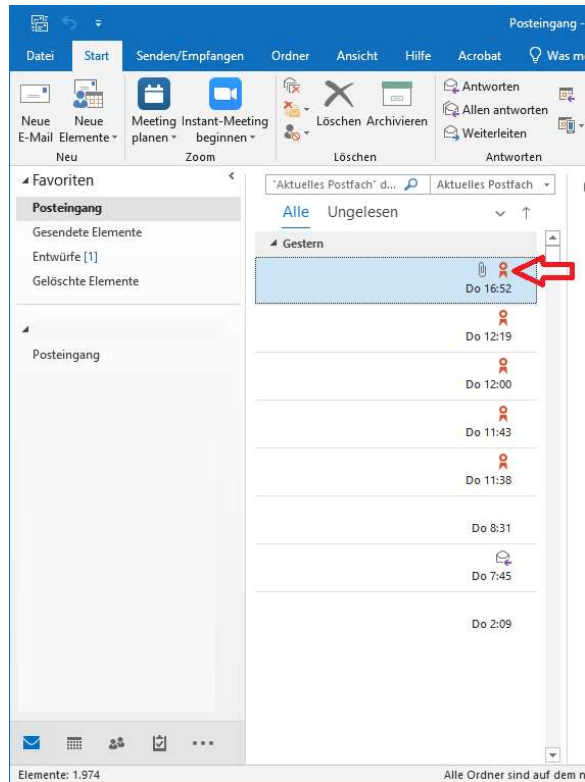 Posteingang -
Datei Start Senden/Empfangen Ordner Ansicht Hilfe Acrobat Was m
Neue E-Mail
Neue Elemente
Neu
Meeting planen
Instant-Meeting beginnen
Zoom
Löschen Archivieren
Löschen
Antworten
Allen antworten
Weiterleiten
Antworten
Favoriten
Posteingang
Gesendete Elemente
Entwürfe [1]
Gelöschte Elemente
Posteingang
"Aktuelles Postfach" d... Aktuelles Postfach
Alle Ungelesen
Gestern
Do 16:52
Do 12:19
Do 12:00
Do 11:43
Do 11:38
Do 8:31
Do 7:45
Do 2:09
Elemente: 1.974
Alle Ordner sind auf dem n